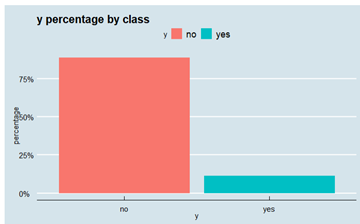 y percentage by class
y no yes
percentage
75%
50%
25%
0%
no yes
y